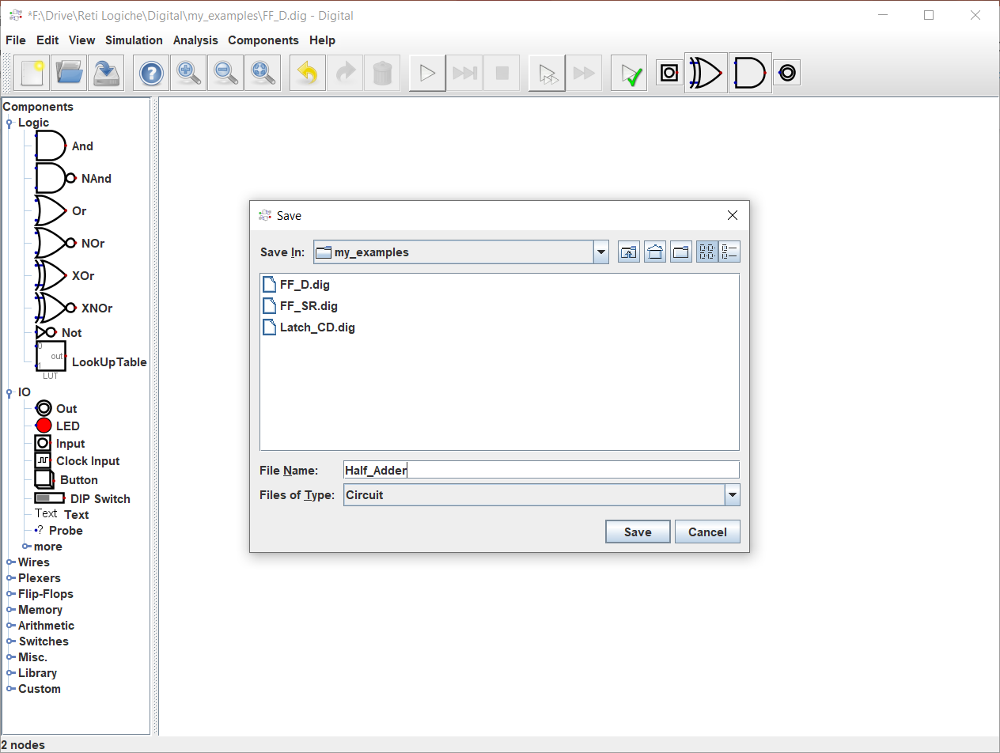 *F:\Drive\Reti Logiche\Digital\my_examples\FF_D.dig - Digital
File Edit View Simulation Analysis Components Help
Components
Logic
And
NAnd
Or
NOr
XOr
XNOr
Not
0
out
1
LUT
LookUpTable
IO
Out
LED
Input
Clock Input
Button
DIP Switch
Text Text
? Probe
more
Wires
Plexers
Flip-Flops
Memory
Arithmetic
Switches
Misc.
Library
Custom
2 nodes
Save
Save In: my_examples
FF_D.dig
FF_SR.dig
Latch_CD.dig
File Name: Half_Adder
Files of Type: Circuit
Save Cancel